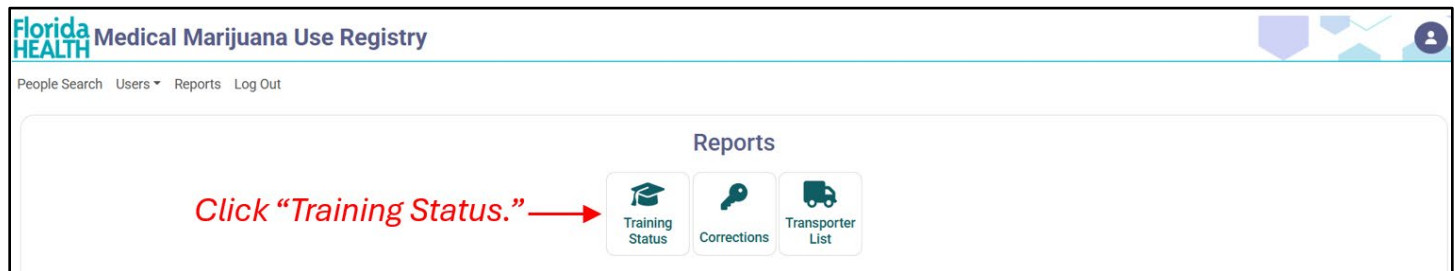 Florida HEALTH Medical Marijuana Use Registry
People Search Users Reports Log Out
Reports
Click “Training Status.”
Training Status
Corrections
Transporter List